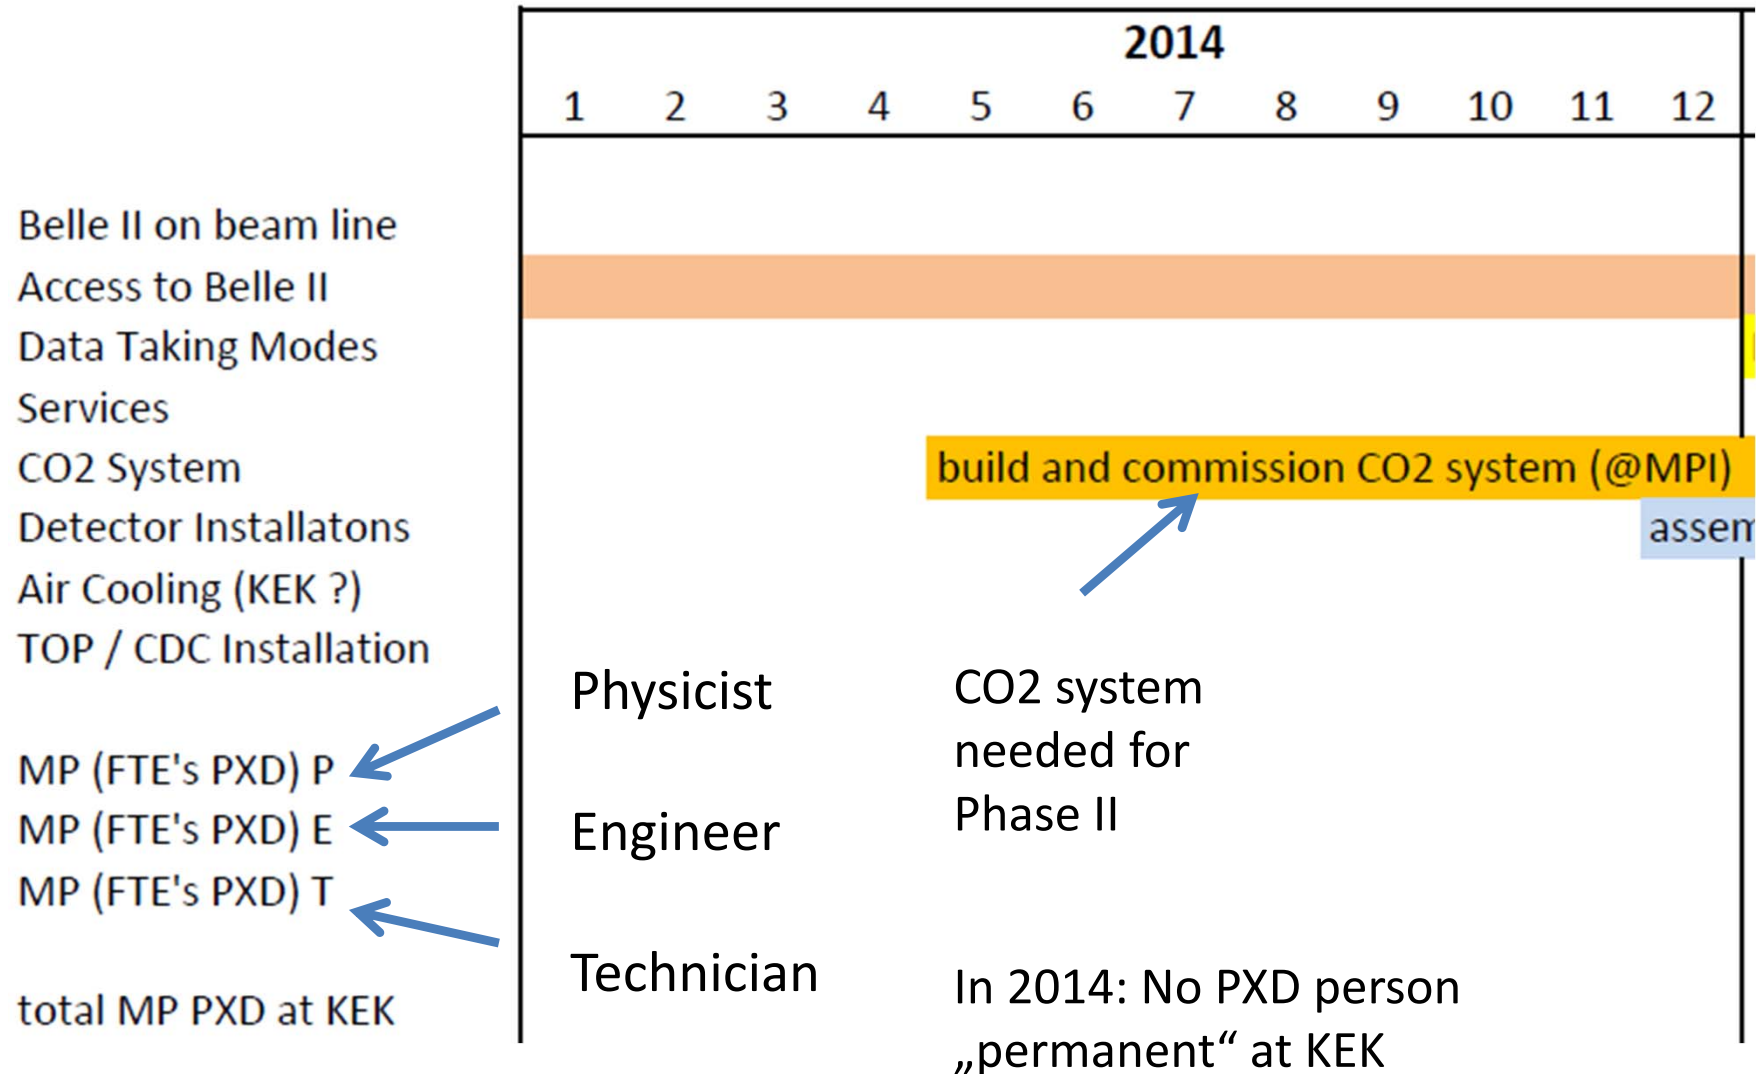 2014
1 2 3 4 5 6 7 8 9 10 11 12
Belle II on beam line
Access to Belle II
Data Taking Modes
Services
CO2 System
build and commission CO2 system (@MPI)
Detector Installatons
Air Cooling (KEK ?)
TOP / CDC Installation
MP (FTE's PXD) P
MP (FTE's PXD) E
MP (FTE's PXD) T
total MP PXD at KEK
Physicist
Engineer
Technician
CO2 system
needed for
Phase II
In 2014: No PXD person
„permanent“ at KEK